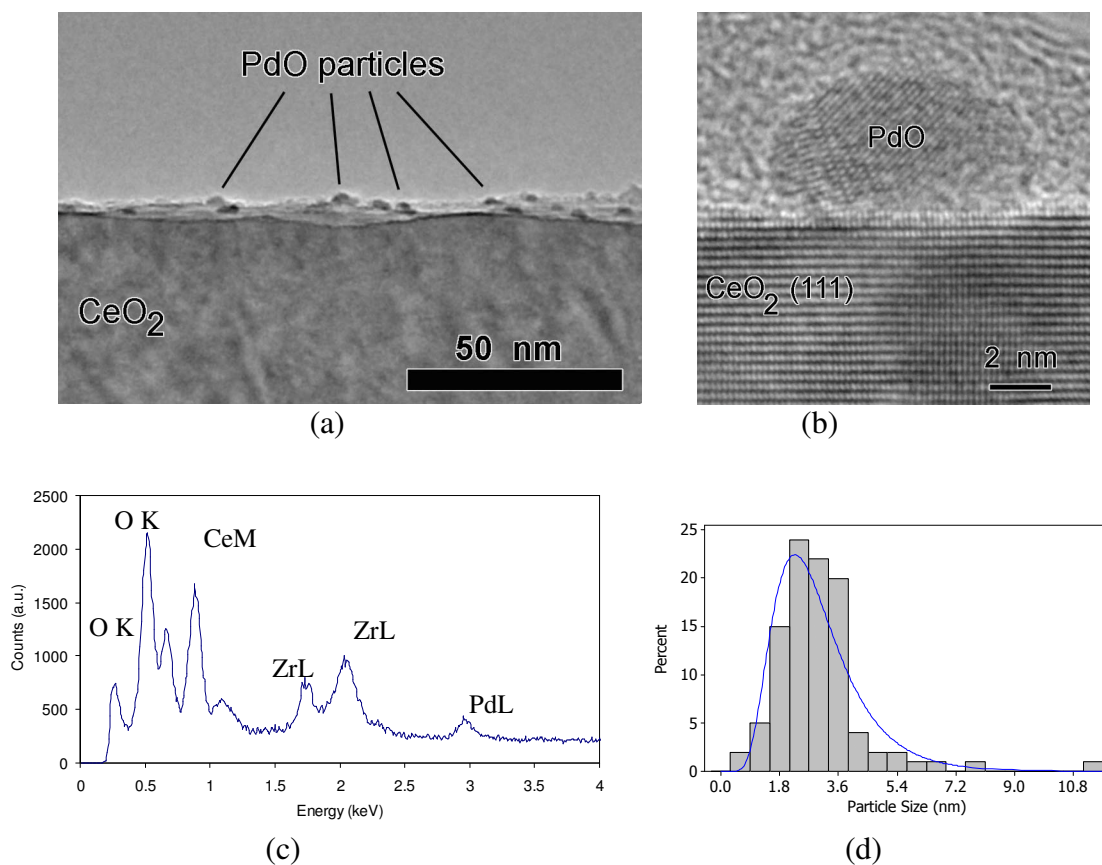 PdO particles
CeO2
50 nm
(a)
PdO
CeO2 (111)
2 nm
(b)
2500
2000
1500
1000
500
0
Counts (a.u.)
O K
O K
CeM
ZrL
ZrL
PdL
0 0.5 1 1.5 2 2.5 3 3.5 4
Energy (keV)
(c)
25
20
15
10
5
0
Percent
0.0 1.8 3.6 5.4 7.2 9.0 10.8
Particle Size (nm)
(d)